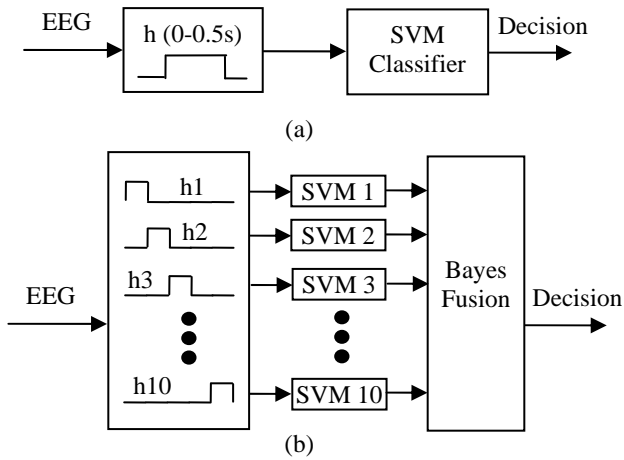 EEG
h (0-0.5s)
SVM
Classifier
Decision
(a)
EEG
h1
h2
h3
h10
SVM 1
SVM 2
SVM 3
SVM 10
Bayes
Fusion
Decision
(b)